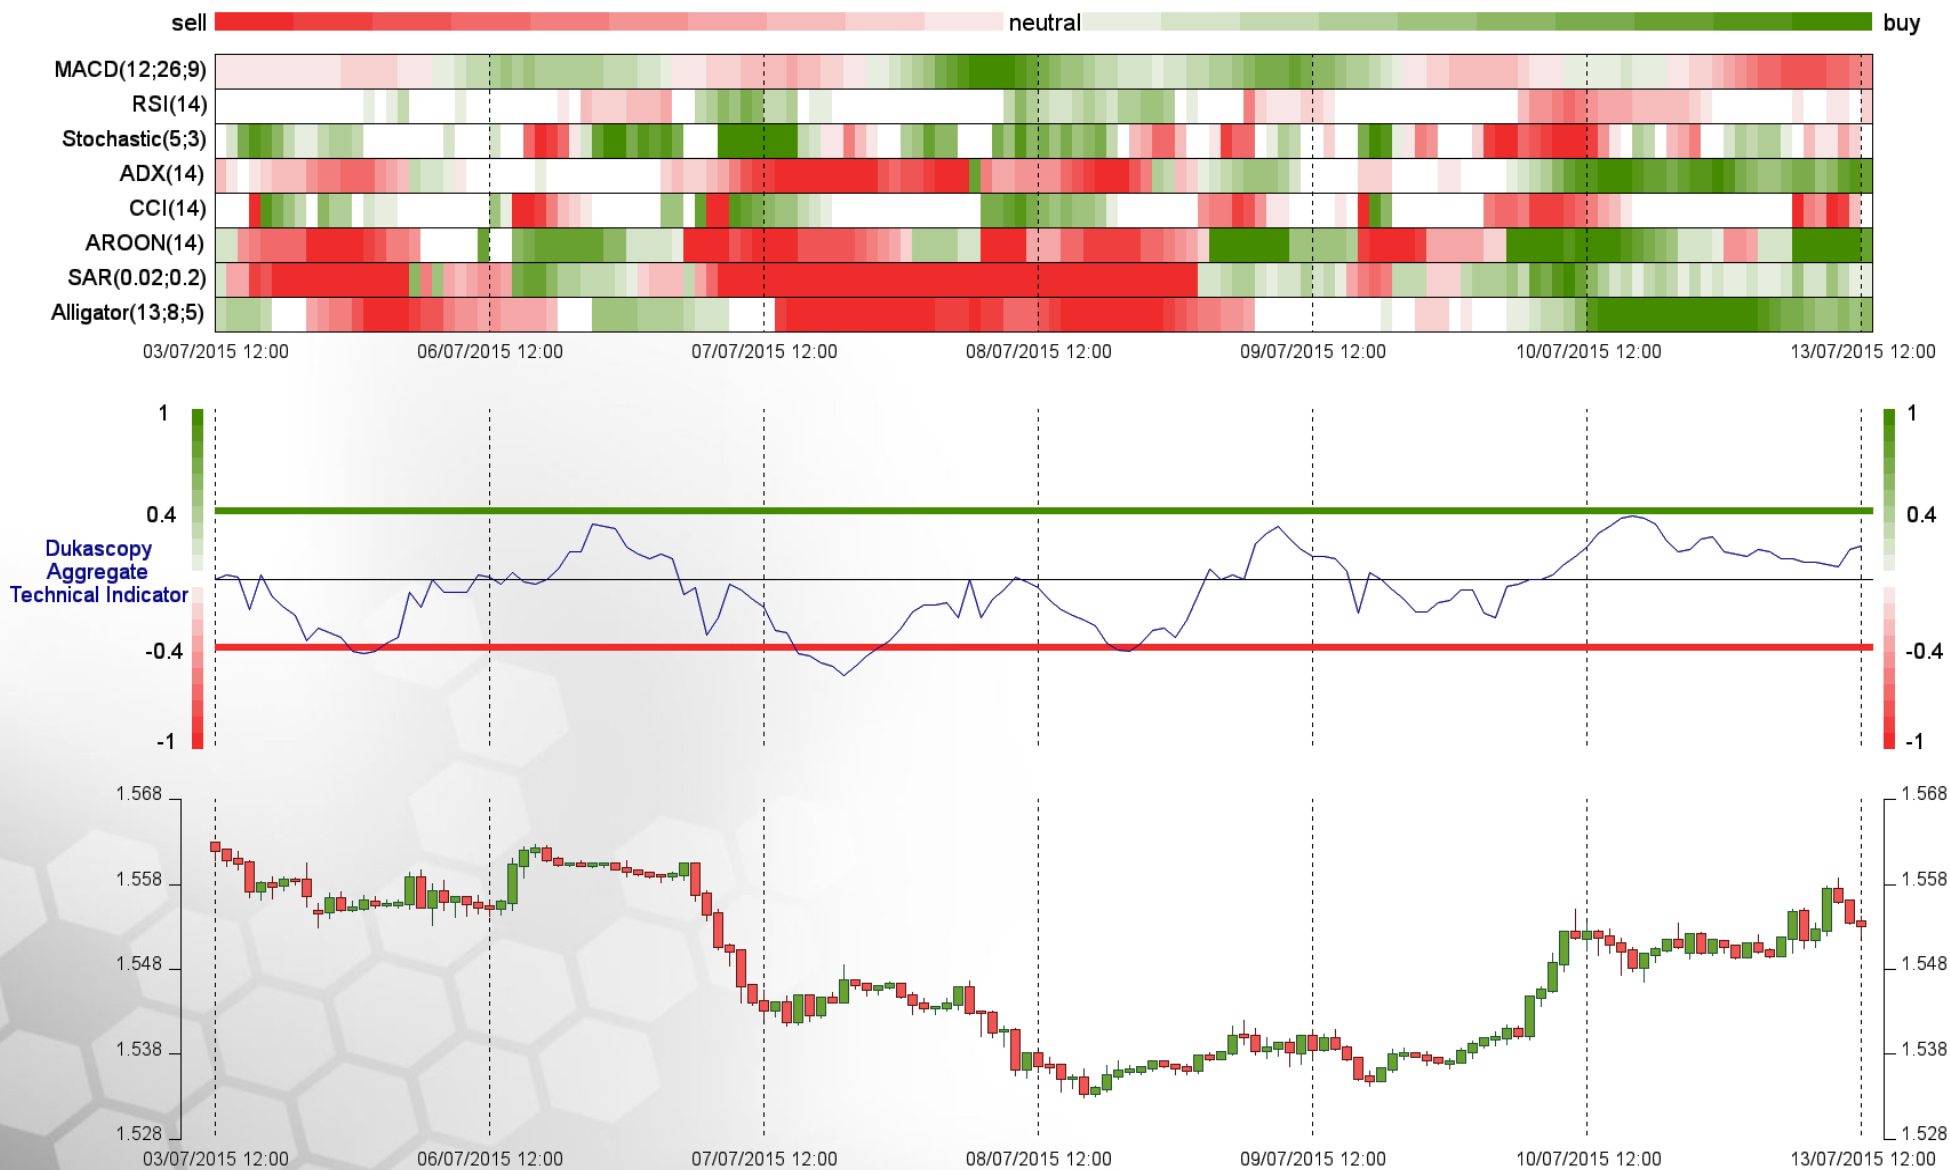 sell neutral buy
MACD(12;26;9)
RSI(14)
Stochastic(5;3)
ADX(14)
CCI(14)
AROON(14)
SAR(0.02;0.2)
Alligator(13;8;5)
03/07/2015 12:00 06/07/2015 12:00 07/07/2015 12:00 08/07/2015 12:00 09/07/2015 12:00 10/07/2015 12:00 13/07/2015 12:00
1 1
0.4 0.4
Dukascopy
Aggregate
Technical Indicator
-0.4 -0.4
-1 -1
1.568 1.568
1.558 1.558
1.548 1.548
1.538 1.538
1.528 1.528
03/07/2015 12:00 06/07/2015 12:00 07/07/2015 12:00 08/07/2015 12:00 09/07/2015 12:00 10/07/2015 12:00 13/07/2015 12:00